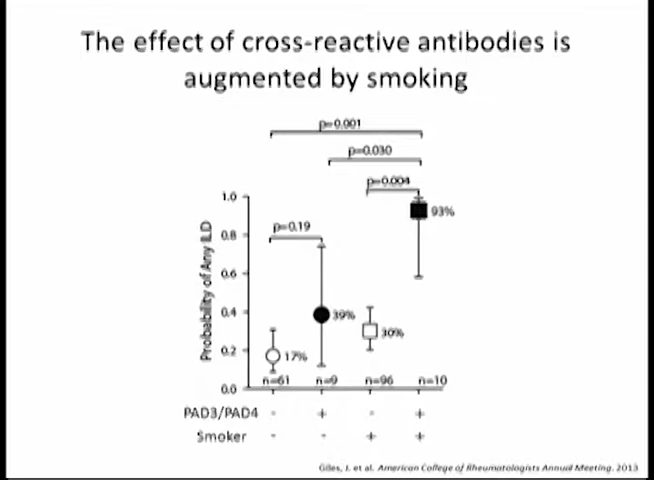 The effect of cross-reactive antibodies is
augmented by smoking
p=0.001
p=0.030
p=0.004
p=0.19
Probability of Any ILD
1.0
0.8
0.6
0.4
0.2
0.0
93%
39%
30%
17%
n=61 n=9 n=96 n=10
PAD3/PAD4 - + - +
Smoker - - + +
Giles, J. et al. American College of Rheumatologists Annual Meeting. 2013